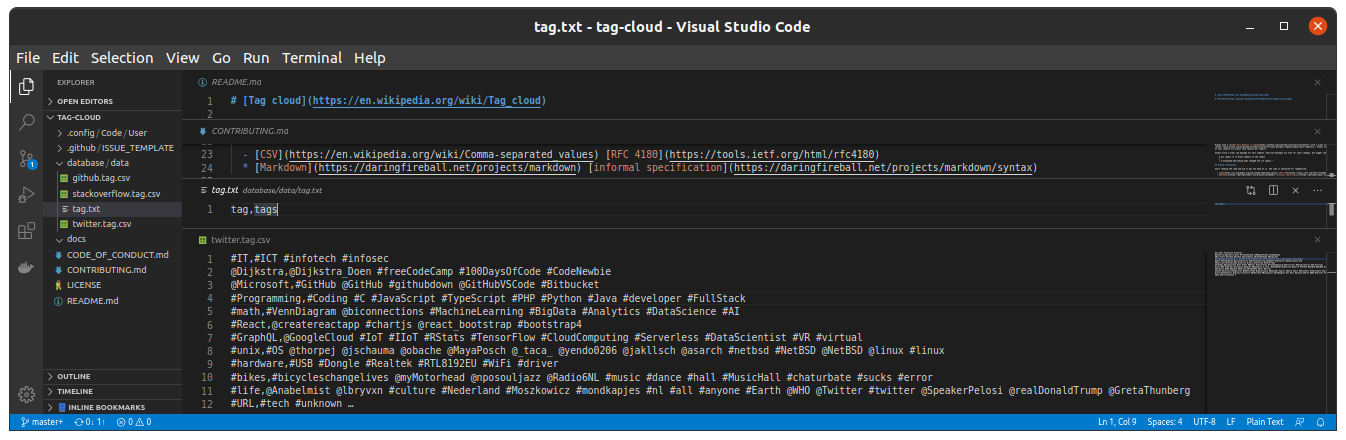 tag.txt - tag-cloud - Visual Studio Code
File Edit Selection View Go Run Terminal Help
EXPLORER
OPEN EDITORS
TAG-CLOUD
.config / Code / User
.github / ISSUE_TEMPLATE
database / data
github.tag.csv
stackoverflow.tag.csv
tag.txt
twitter.tag.csv
docs
CODE_OF_CONDUCT.md
CONTRIBUTING.md
LICENSE
README.md
OUTLINE
TIMELINE
INLINE BOOKMARKS
1
README.md
1 # [Tag cloud](https://en.wikipedia.org/wiki/Tag_cloud)
2
CONTRIBUTING.md
23 - [CSV](https://en.wikipedia.org/wiki/Comma-separated_values) [RFC 4180](https://tools.ietf.org/html/rfc4180)
24 * [Markdown](https://daringfireball.net/projects/markdown) [informal specification](https://daringfireball.net/projects/markdown/syntax)
tag.txt database/data/tag.txt
1 tag,tags
twitter.tag.csv
1 #IT,#ICT #infotech #infosec
2 @Dijkstra,@Dijkstra_Doen #freeCodeCamp #100DaysOfCode #CodeNewbie
3 @Microsoft,#GitHub @GitHub #githubdown @GitHubVSCode #Bitbucket
4 #Programming,#Coding #C #JavaScript #TypeScript #PHP #Python #Java #developer #FullStack
5 #math,#VennDiagram @biconnections #MachineLearning #BigData #Analytics #DataScience #AI
6 #React,@createreactapp #chartjs @react_bootstrap #bootstrap4
7 #GraphQL,@GoogleCloud #IoT #IIoT #RStats #TensorFlow #CloudComputing #Serverless #DataScientist #VR #virtual
8 #unix,#OS @thorpej @jschauma @obache @MayaPosch @_taca_ @yendo0206 @jakllsch @asarch #netbsd #NetBSD @NetBSD @linux #linux
9 #hardware,#USB #Dongle #Realtek #RTL8192EU #WiFi #driver
10 #bikes,#bicycleschangelives @myMotorhead @nposouljazz @Radio6NL #music #dance #hall #MusicHall #chaturbate #sucks #error
11 #life,@Anabelmist @lbryvxn #culture #Nederland #Moszkowicz #mondkapjes #nl #all #anyone #Earth @WHO @Twitter #twitter @SpeakerPelosi @realDonaldTrump @GretaThunberg
12 #URL,#tech #unknown …
master+ 0↓ 1↑ 0 0 Ln 1, Col 9 Spaces: 4 UTF-8 LF Plain Text